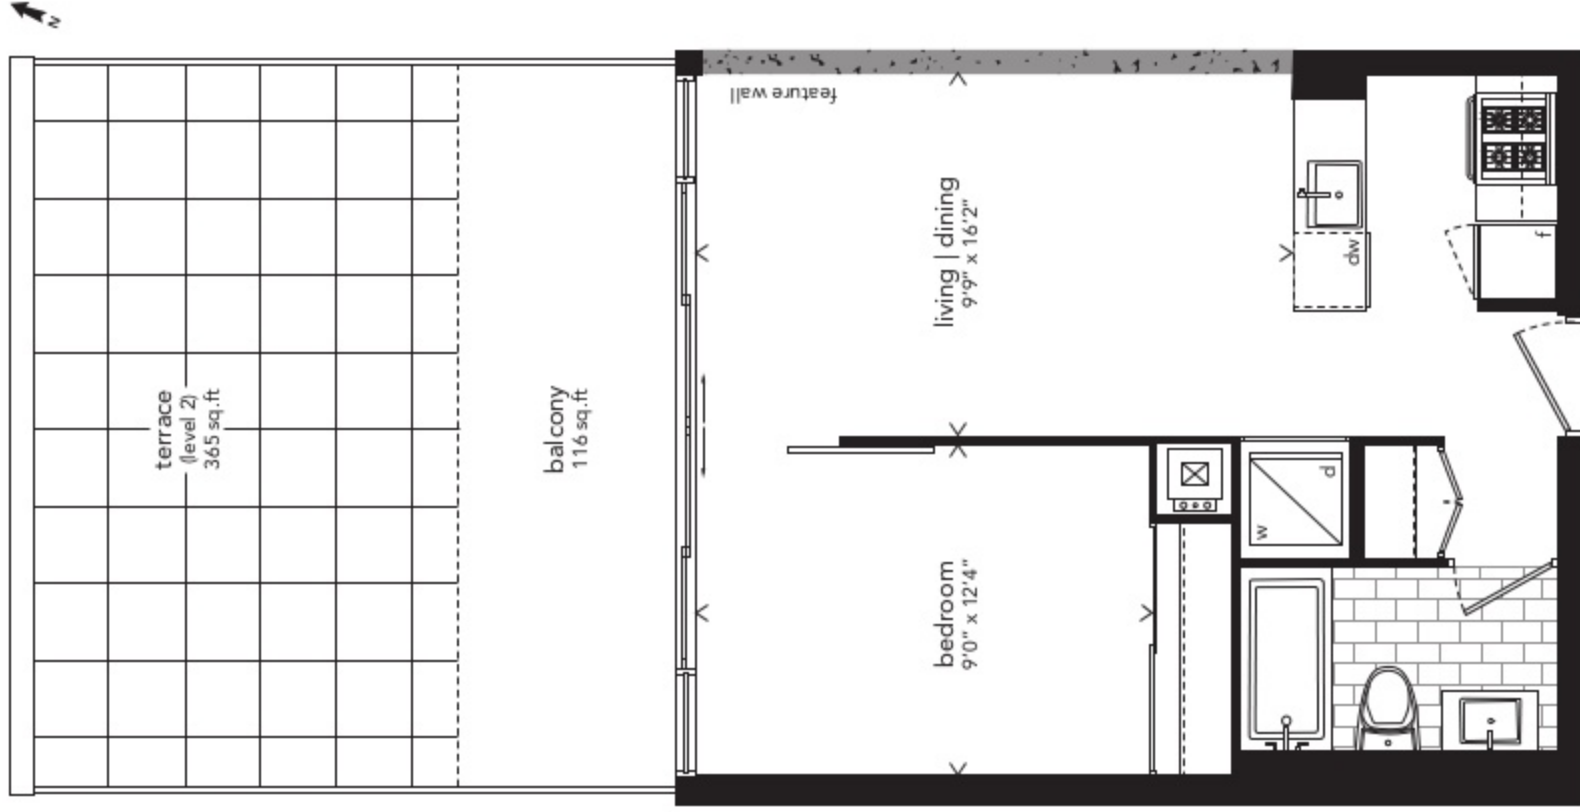 N
feature wall
terrace
(level 2)
365 sq.ft
balcony
116 sq.ft
living | dining
9'9" x 16'2"
bedroom
9'0" x 12'4"
dw
f
w
d